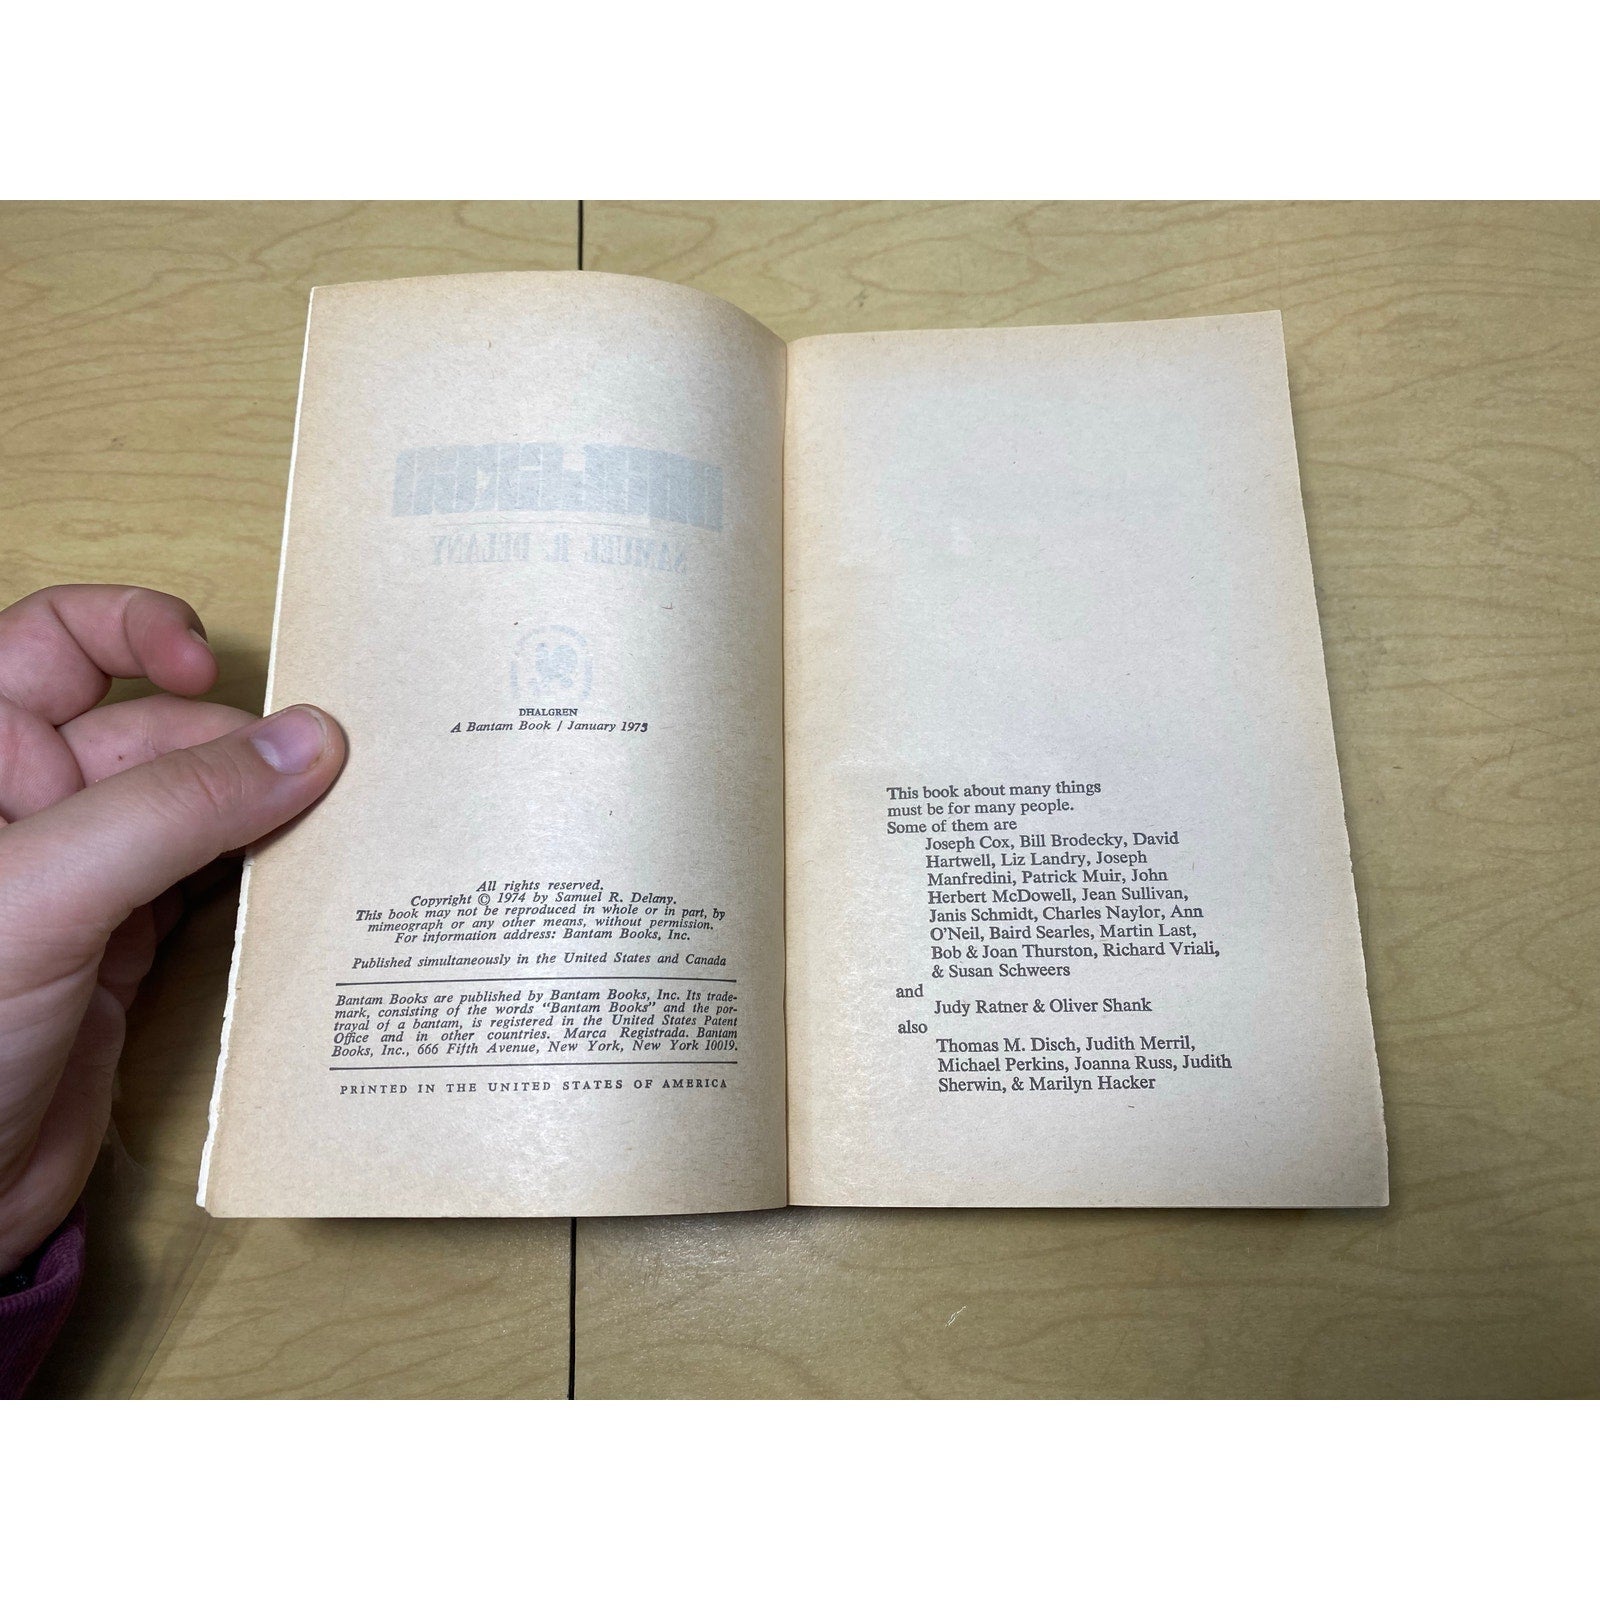 SAMUEL R. DELANY
DHALGREN
A Bantam Book / January 1975
All rights reserved.
Copyright © 1974 by Samuel R. Delany.
This book may not be reproduced in whole or in part, by
mimeograph or any other means, without permission.
For information address: Bantam Books, Inc.
Published simultaneously in the United States and Canada
Bantam Books are published by Bantam Books, Inc. Its trade-
mark, consisting of the words "Bantam Books" and the por-
trayal of a bantam, is registered in the United States Patent
Office and in other countries. Marca Registrada. Bantam
Books, Inc., 666 Fifth Avenue, New York, New York 10019.
PRINTED IN THE UNITED STATES OF AMERICA
This book about many things
must be for many people.
Some of them are
Joseph Cox, Bill Brodecky, David
Hartwell, Liz Landry, Joseph
Manfredini, Patrick Muir, John
Herbert McDowell, Jean Sullivan,
Janis Schmidt, Charles Naylor, Ann
O'Neil, Baird Searles, Martin Last,
Bob & Joan Thurston, Richard Vriali,
& Susan Schweers
and
Judy Ratner & Oliver Shank
also
Thomas M. Disch, Judith Merril,
Michael Perkins, Joanna Russ, Judith
Sherwin, & Marilyn Hacker